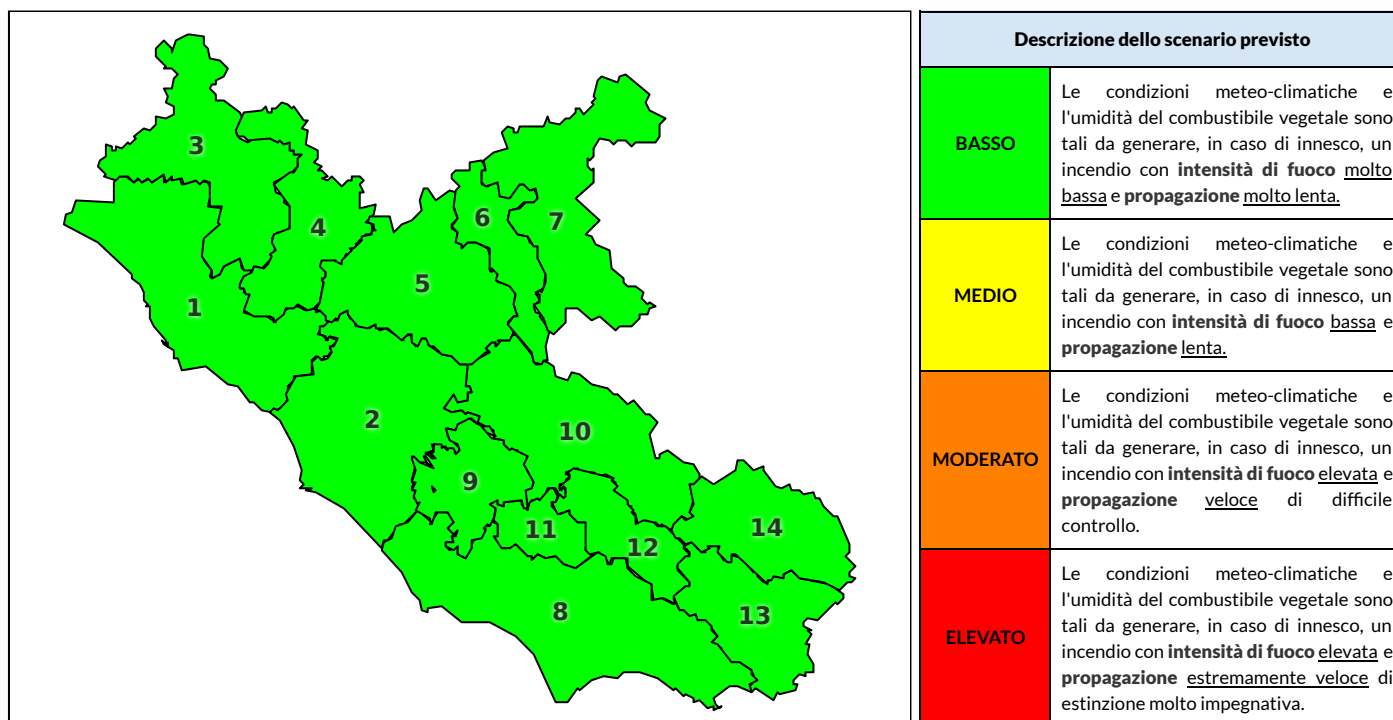 3
4
6
7
5
1
2
10
9
11
12
14
8
13
Descrizione dello scenario previsto
BASSO
Le condizioni meteo-climatiche e
l'umidità del combustibile vegetale sono
tali da generare, in caso di innesco, un
incendio con intensità di fuoco molto
bassa e propagazione molto lenta.
MEDIO
Le condizioni meteo-climatiche e
l'umidità del combustibile vegetale sono
tali da generare, in caso di innesco, un
incendio con intensità di fuoco bassa e
propagazione lenta.
MODERATO
Le condizioni meteo-climatiche e
l'umidità del combustibile vegetale sono
tali da generare, in caso di innesco, un
incendio con intensità di fuoco elevata e
propagazione veloce di difficile
controllo.
ELEVATO
Le condizioni meteo-climatiche e
l'umidità del combustibile vegetale sono
tali da generare, in caso di innesco, un
incendio con intensità di fuoco elevata e
propagazione estremamente veloce di
estinzione molto impegnativa.